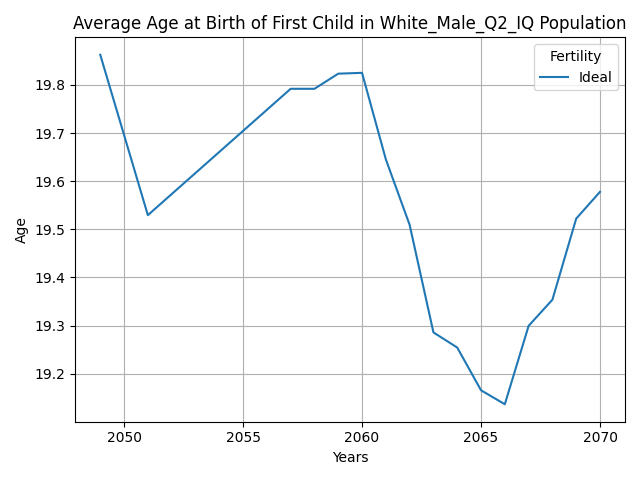 Average Age at Birth of First Child in White_Male_Q2_IQ Population
Fertility
Ideal
Age
19.8
19.7
19.6
19.5
19.4
19.3
19.2
2050
2055
2060
2065
2070
Years